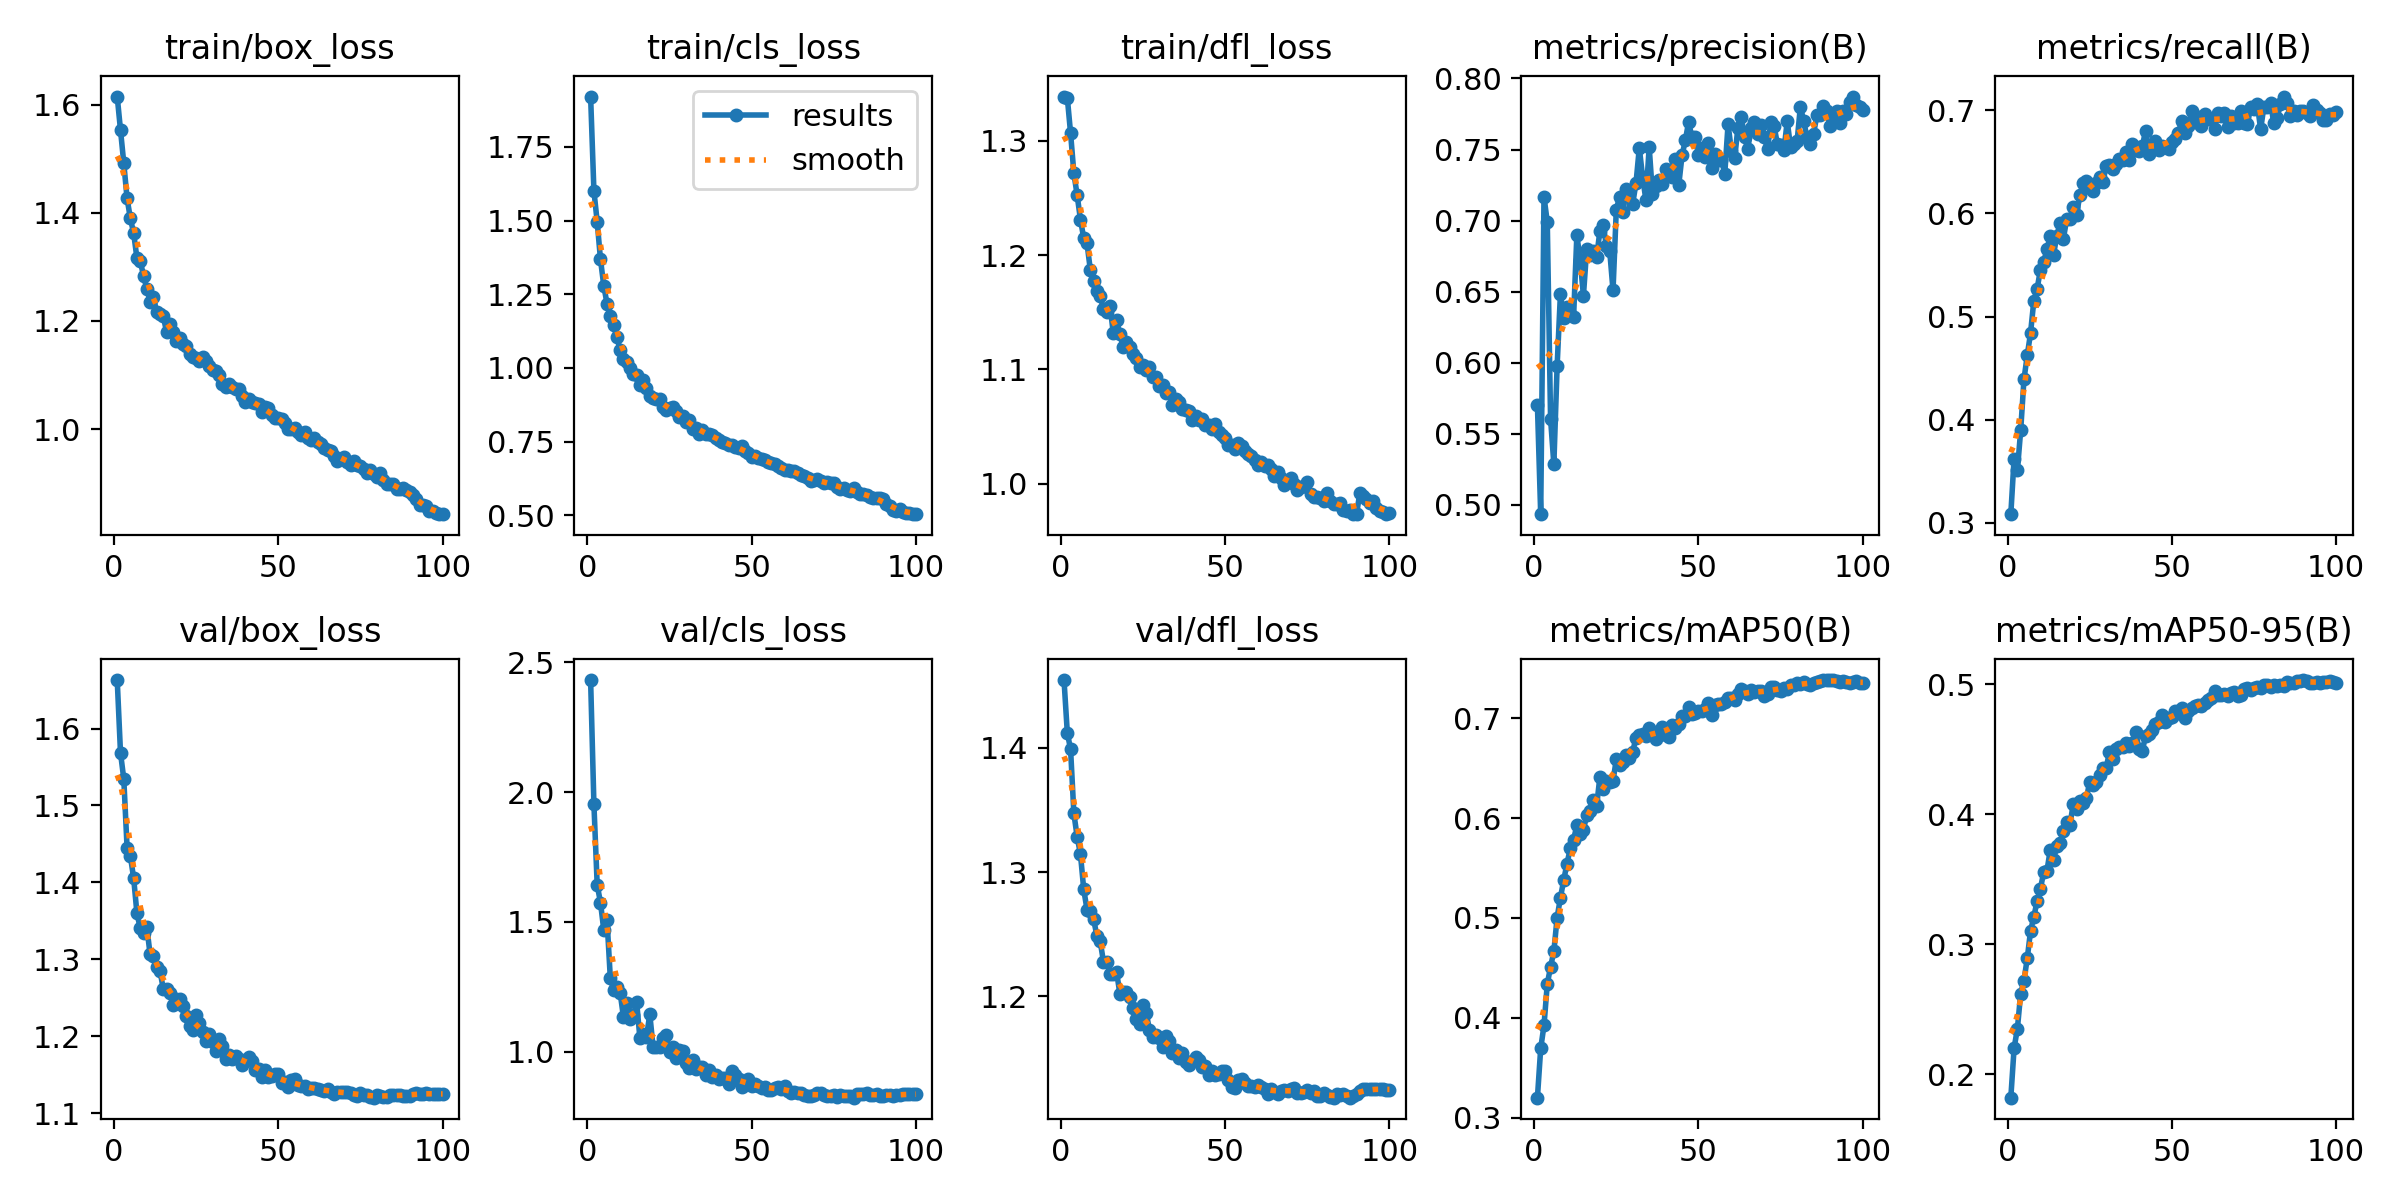 train/box_loss
1.6
1.4
1.2
1.0
0 50 100
train/cls_loss
results
smooth
1.75
1.50
1.25
1.00
0.75
0.50
0 50 100
train/dfl_loss
1.3
1.2
1.1
1.0
0 50 100
metrics/precision(B)
0.80
0.75
0.70
0.65
0.60
0.55
0.50
0 50 100
metrics/recall(B)
0.7
0.6
0.5
0.4
0.3
0 50 100
val/box_loss
1.6
1.5
1.4
1.3
1.2
1.1
0 50 100
val/cls_loss
2.5
2.0
1.5
1.0
0 50 100
val/dfl_loss
1.4
1.3
1.2
0 50 100
metrics/mAP50(B)
0.7
0.6
0.5
0.4
0.3
0 50 100
metrics/mAP50-95(B)
0.5
0.4
0.3
0.2
0 50 100